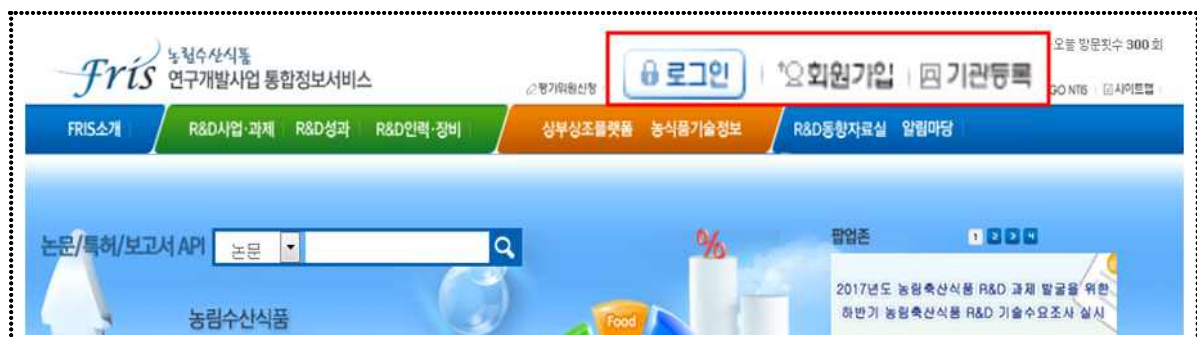 오늘 방문횟수 300 회
Fris 농림수산식품
연구개발사업 통합정보서비스
평가위원신청 로그인 회원가입 기관등록 GO NTIS 사이트맵
FRIS소개 R&D사업·과제 R&D성과 R&D인력·장비 상부상조플랫폼 농식품기술정보 R&D동향자료실 알림마당
논문/특허/보고서 API 논문
% 팝업존 1 2 3 4
2017년도 농림축산식품 R&D 과제 발굴을 위한
하반기 농림축산식품 R&D 기술수요조사 실시
농림수산식품
Food